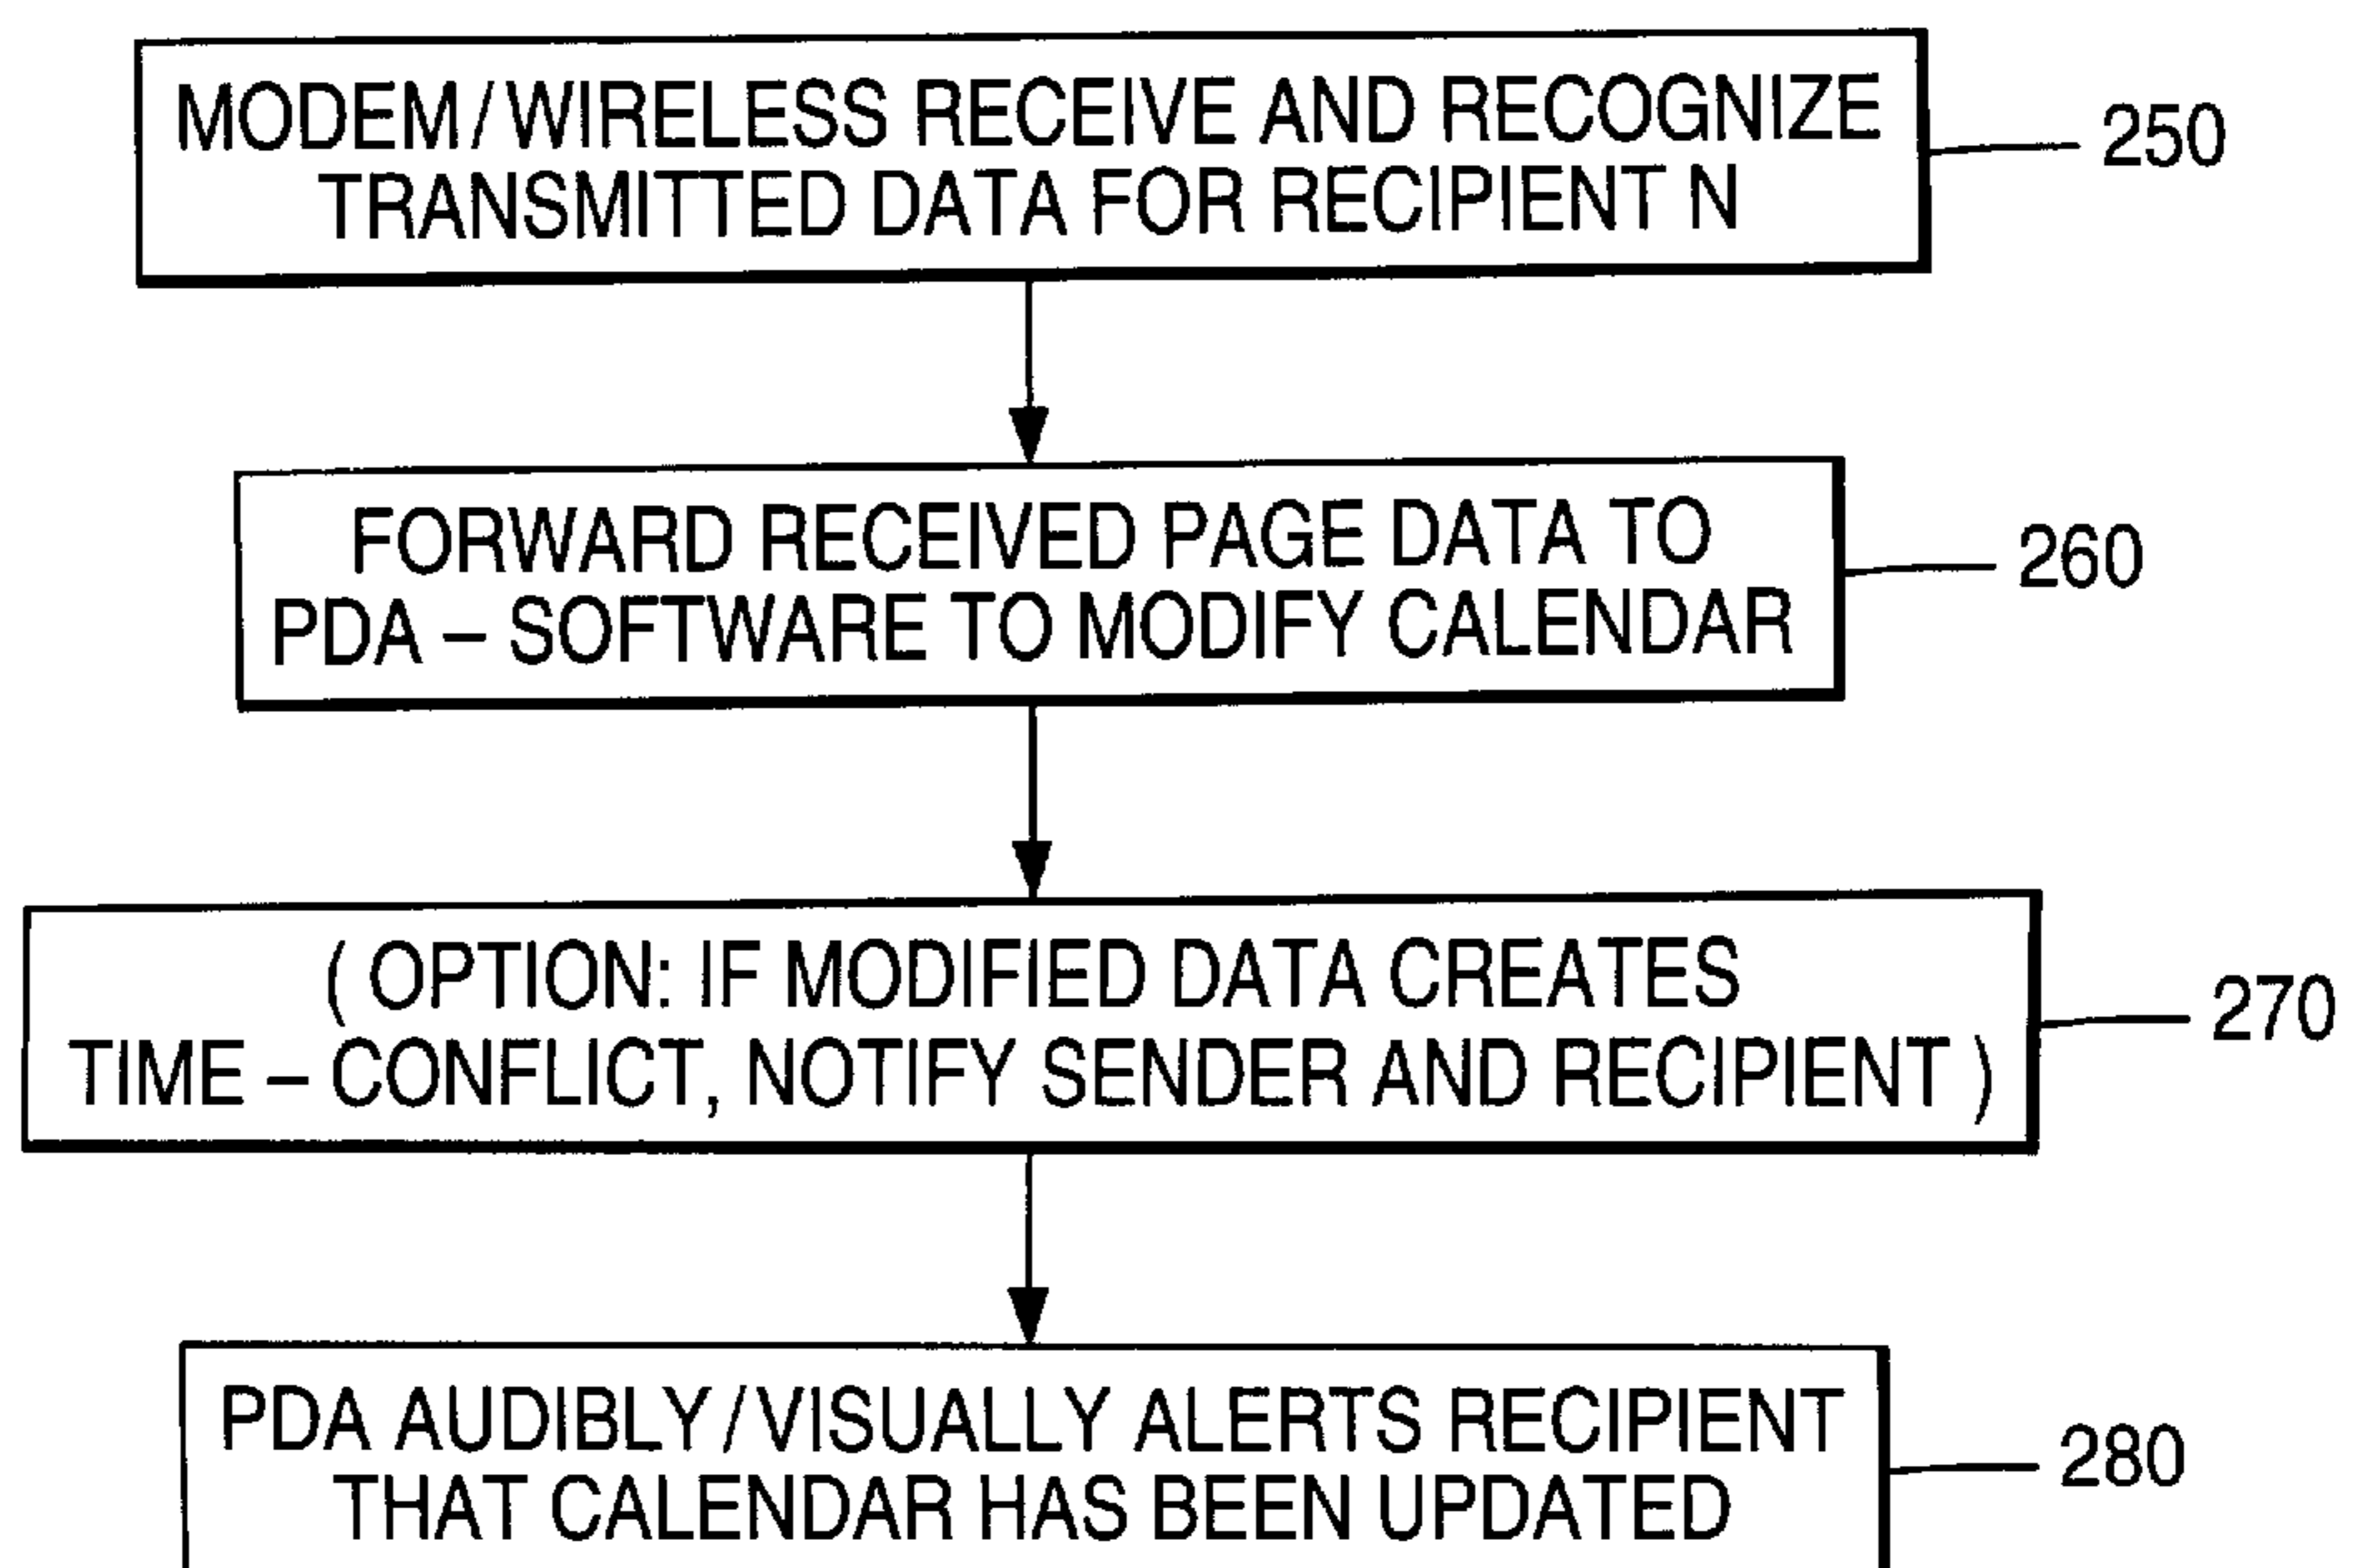 MODEM/WIRELESS RECEIVE AND RECOGNIZE
TRANSMITTED DATA FOR RECIPIENT N
250
FORWARD RECEIVED PAGE DATA TO
PDA – SOFTWARE TO MODIFY CALENDAR
260
( OPTION: IF MODIFIED DATA CREATES
TIME – CONFLICT, NOTIFY SENDER AND RECIPIENT )
270
PDA AUDIBLY/VISUALLY ALERTS RECIPIENT
THAT CALENDAR HAS BEEN UPDATED
280